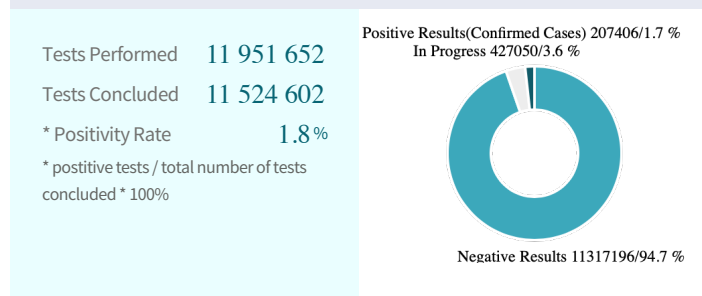 Tests Performed 11 951 652
Tests Concluded 11 524 602
* Positivity Rate 1.8%
* postitive tests / total number of tests
concluded * 100%
Positive Results(Confirmed Cases) 207406/1.7 %
In Progress 427050/3.6 %
Negative Results 11317196/94.7 %